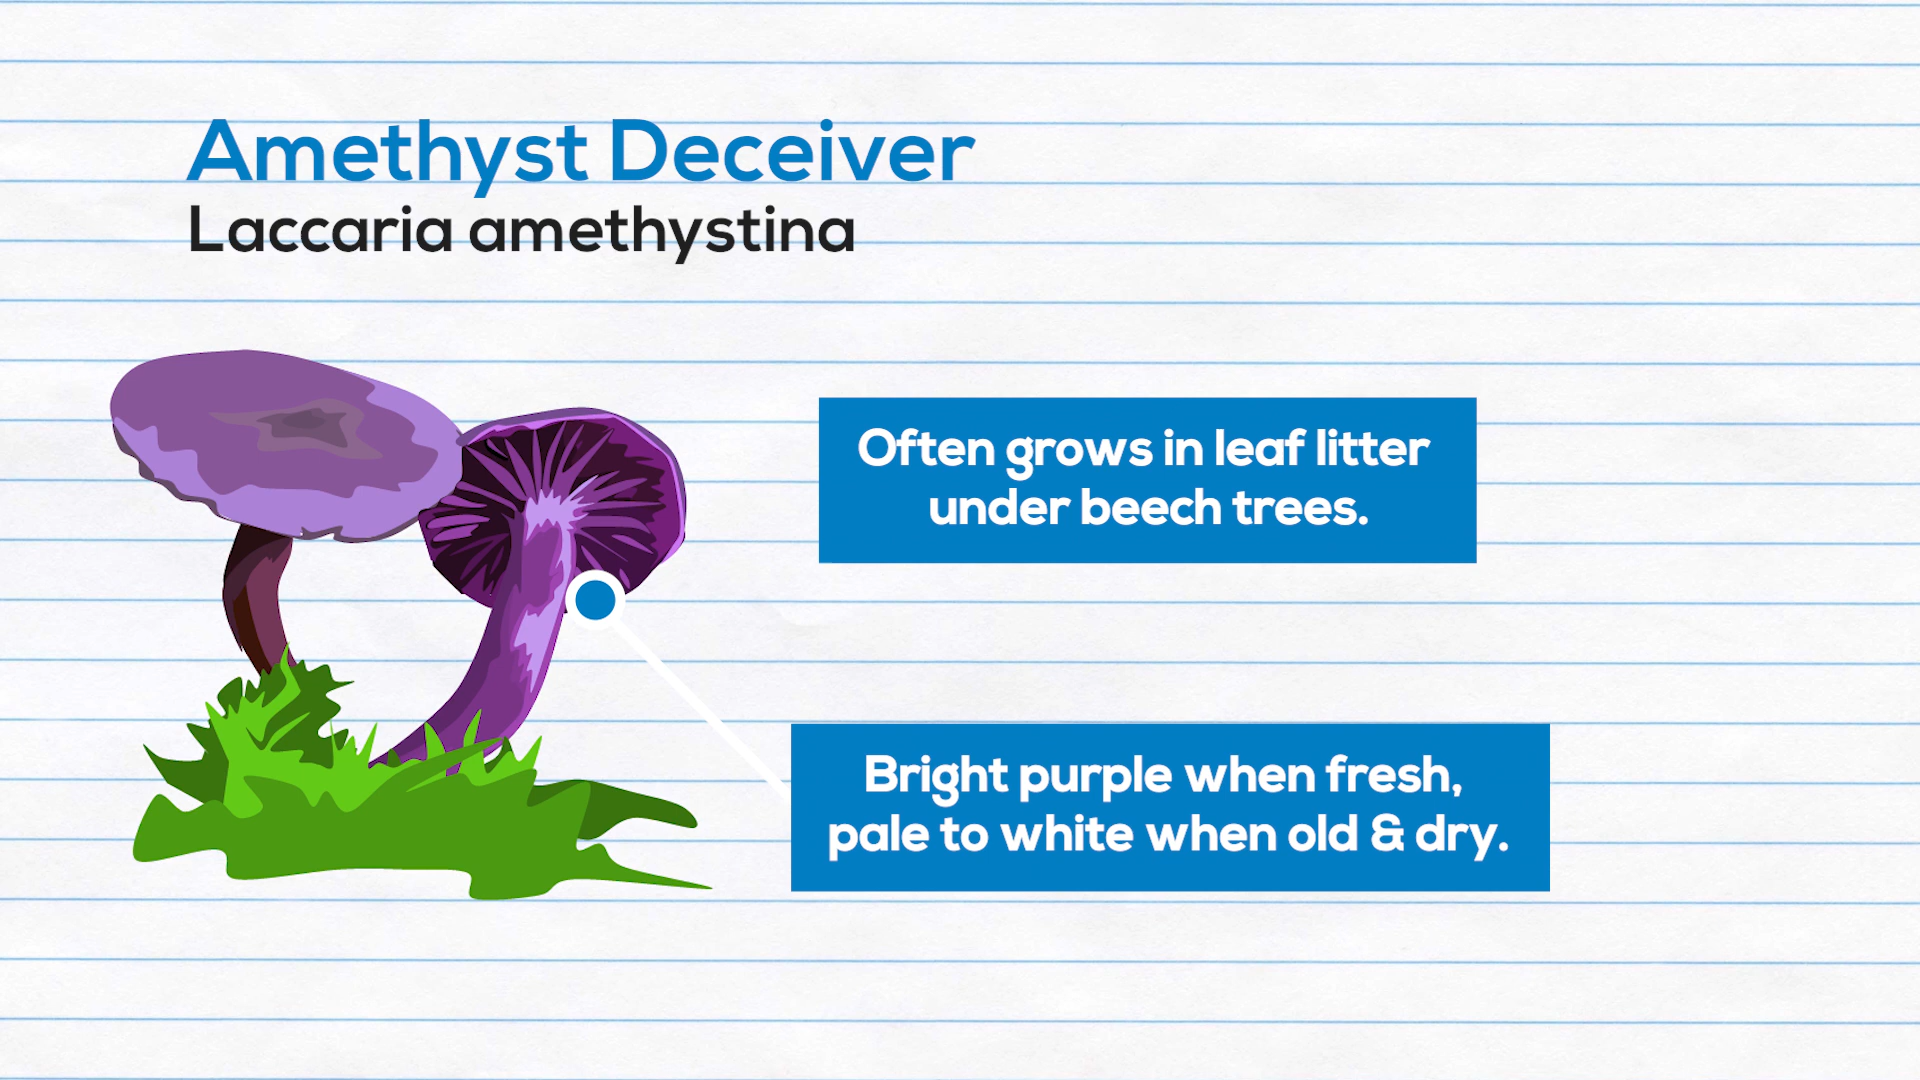 Amethyst Deceiver
Laccaria amethystina
Often grows in leaf litter
under beech trees.
Bright purple when fresh,
pale to white when old & dry.